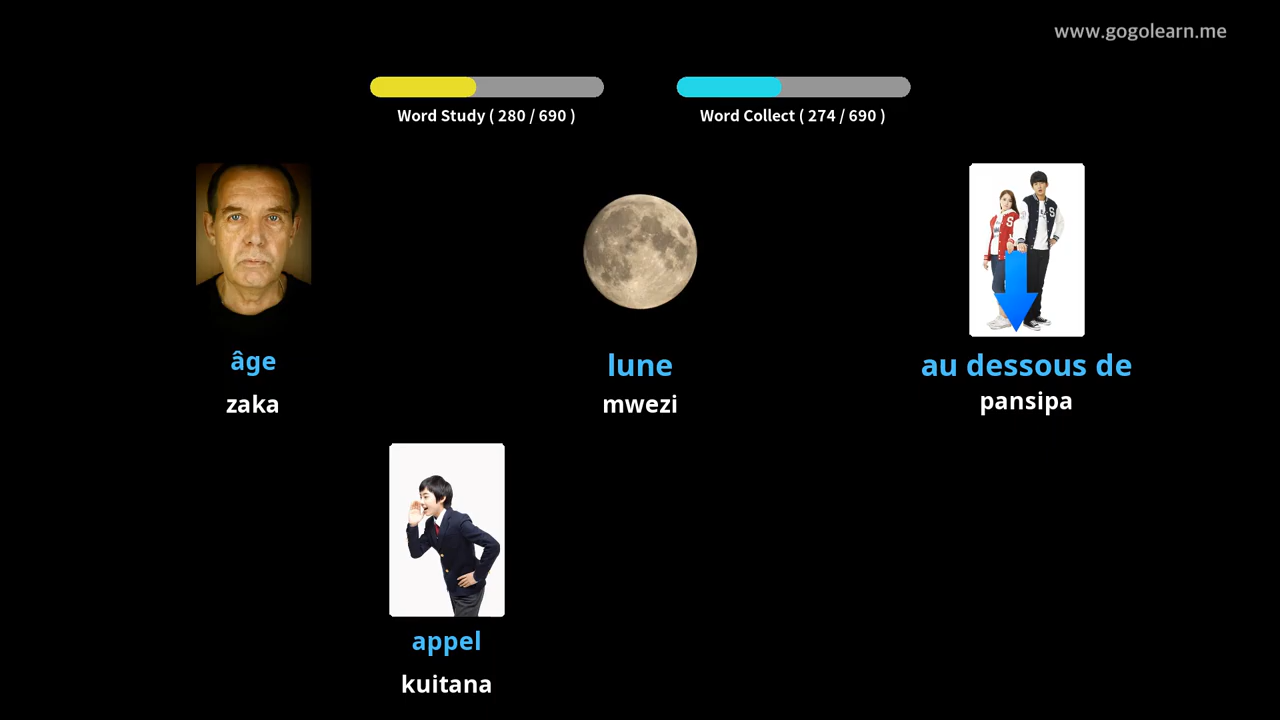 www.gogolearn.me
Word Study ( 280 / 690 )
Word Collect ( 274 / 690 )
âge
zaka
lune
mwezi
au dessous de
pansipa
appel
kuitana